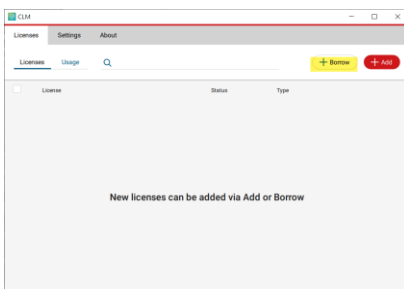 CLM
Licenses Settings About
Licenses Usage + Borrow + Add
License Status Type
New licenses can be added via Add or Borrow